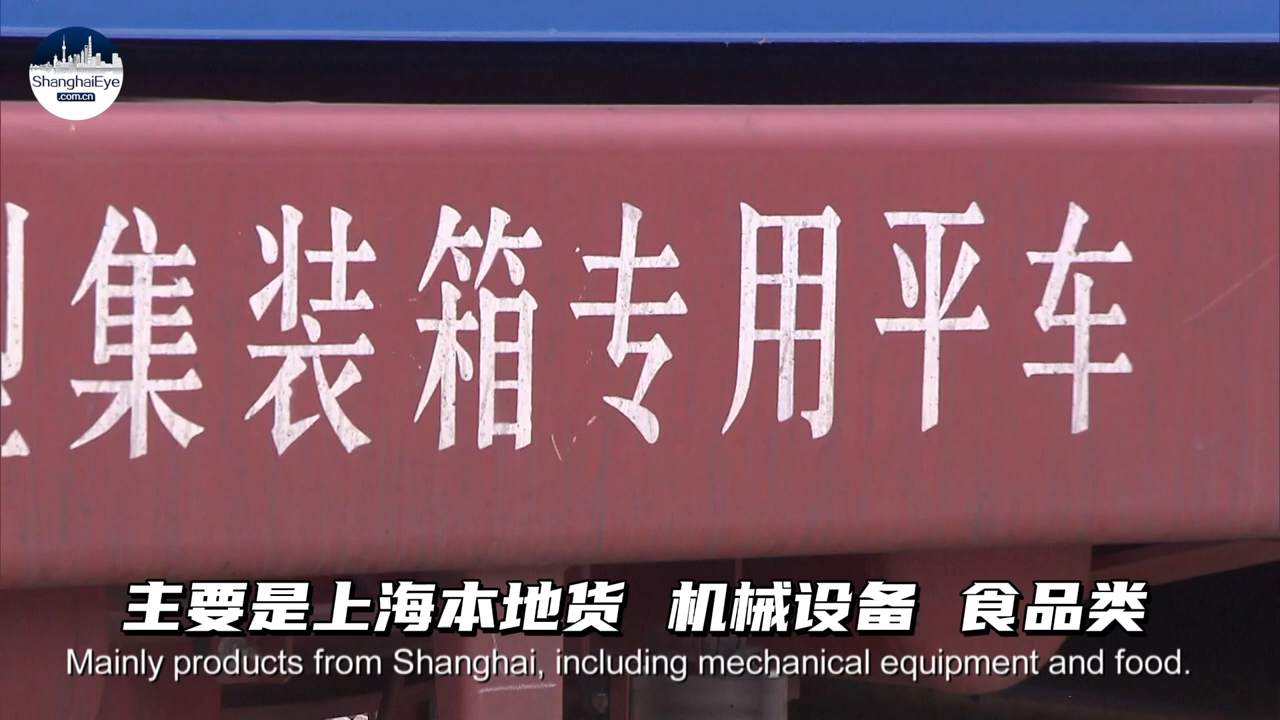 ShanghaiEye
.com.cn
集装箱专用平车
主要是上海本地货 机械设备 食品类
Mainly products from Shanghai, including mechanical equipment and food.